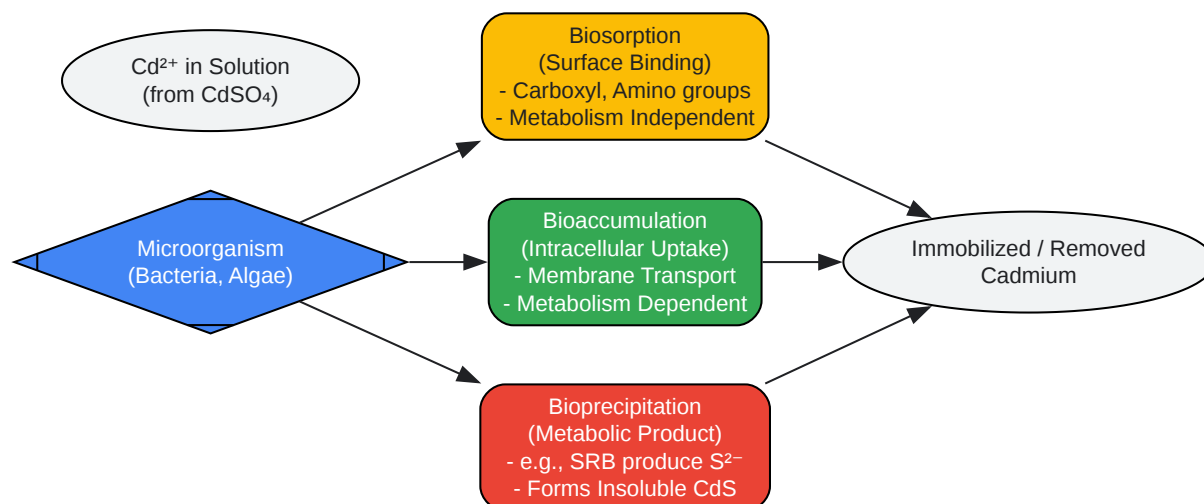 Cd²⁺ in Solution
(from CdSO₄)
Biosorption
(Surface Binding)
- Carboxyl, Amino groups
- Metabolism Independent
Microorganism
(Bacteria, Algae)
Bioaccumulation
(Intracellular Uptake)
- Membrane Transport
- Metabolism Dependent
Immobilized / Removed
Cadmium
Bioprecipitation
(Metabolic Product)
- e.g., SRB produce S²⁻
- Forms Insoluble CdS